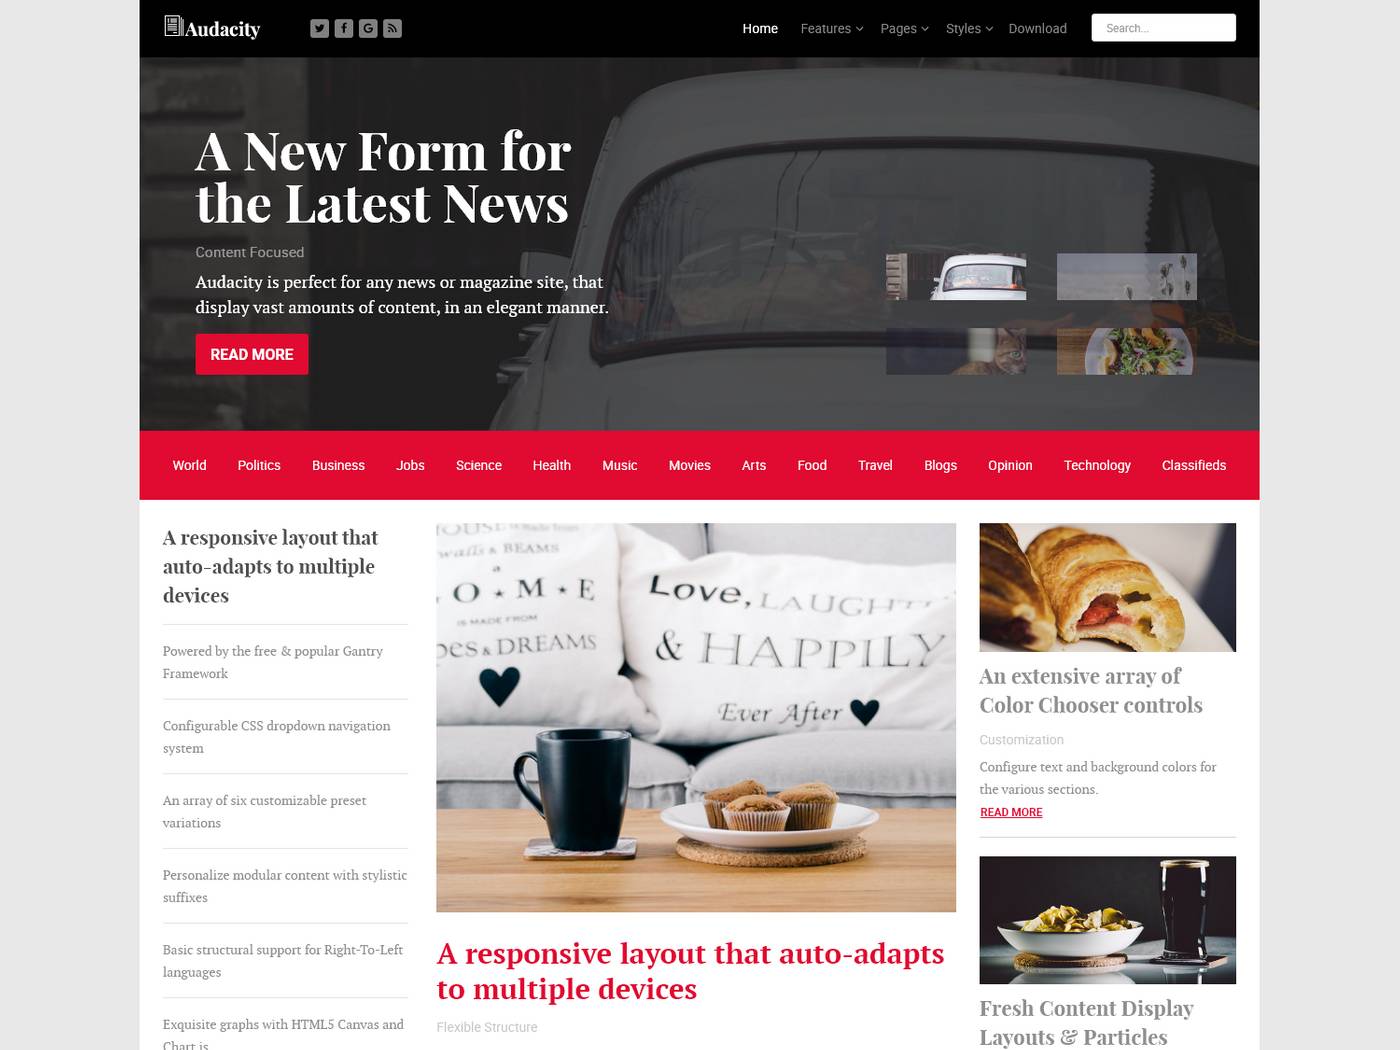 Audacity
Home
Features
Pages
Styles
Download
Search...
A New Form for
the Latest News
Content Focused
Audacity is perfect for any news or magazine site, that
display vast amounts of content, in an elegant manner.
READ MORE
World
Politics
Business
Jobs
Science
Health
Music
Movies
Arts
Food
Travel
Blogs
Opinion
Technology
Classifieds
A responsive layout that
auto-adapts to multiple
devices
Powered by the free & popular Gantry
Framework
Configurable CSS dropdown navigation
system
An array of six customizable preset
variations
Personalize modular content with stylistic
suffixes
Basic structural support for Right-To-Left
languages
Exquisite graphs with HTML5 Canvas and
Chart.js
HOUSE is made from
walls & BEAMS
a
HOME
IS MADE FROM
& DREAMS
Love, LAUGHTER
& HAPPILY
Ever After
A responsive layout that auto-adapts
to multiple devices
Flexible Structure
An extensive array of
Color Chooser controls
Customization
Configure text and background colors for
the various sections.
READ MORE
Fresh Content Display
Layouts & Particles